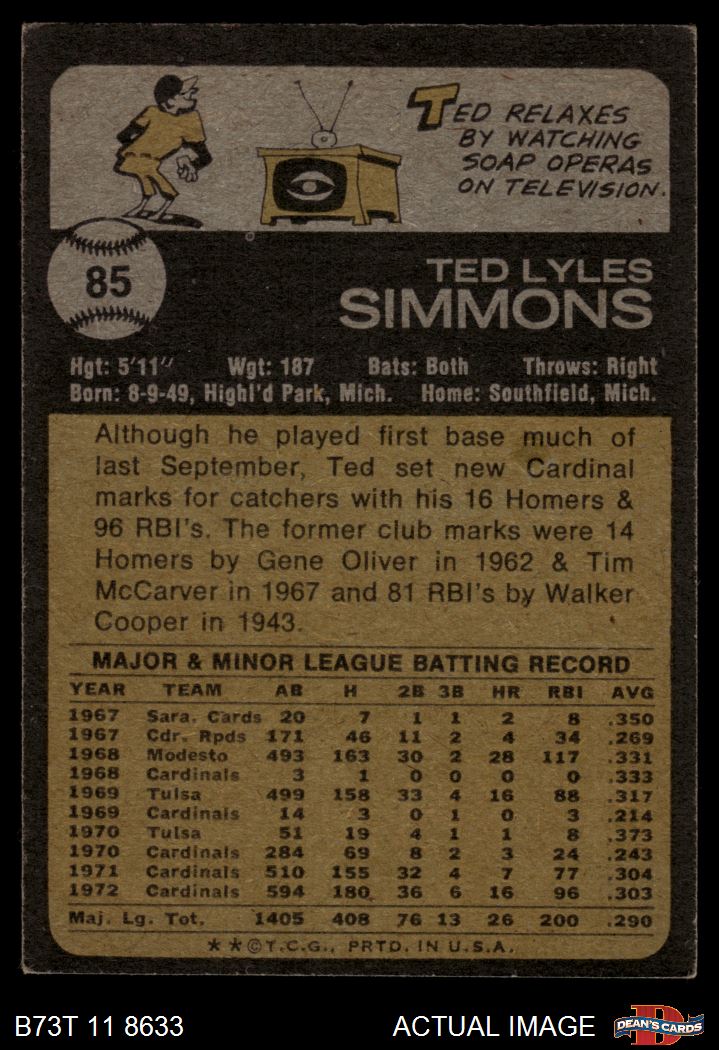 TED RELAXES
BY WATCHING
SOAP OPERAS
ON TELEVISION.
85
TED LYLES
SIMMONS
Hgt: 5'11" Wgt: 187 Bats: Both Throws: Right
Born: 8-9-49, Highl'd Park, Mich. Home: Southfield, Mich.
Although he played first base much of
last September, Ted set new Cardinal
marks for catchers with his 16 Homers &
96 RBI's. The former club marks were 14
Homers by Gene Oliver in 1962 & Tim
McCarver in 1967 and 81 RBI's by Walker
Cooper in 1943.
MAJOR & MINOR LEAGUE BATTING RECORD
YEAR TEAM AB H 2B 3B HR RBI AVG
1967 Sara. Cards 20 7 1 1 2 8 .350
1967 Cdr. Rpds 171 46 11 2 4 34 .269
1968 Modesto 493 163 30 2 28 117 .331
1968 Cardinals 3 1 0 0 0 0 .333
1969 Tulsa 499 158 33 4 16 88 .317
1969 Cardinals 14 3 0 1 0 3 .214
1970 Tulsa 51 19 4 1 1 8 .373
1970 Cardinals 284 69 8 2 3 24 .243
1971 Cardinals 510 155 32 4 7 77 .304
1972 Cardinals 594 180 36 6 16 96 .303
Maj. Lg. Tot. 1405 408 76 13 26 200 .290
★★©T.C.G., PRTD. IN U.S.A.
B73T 11 8633 ACTUAL IMAGE D DEAN'S CARDS